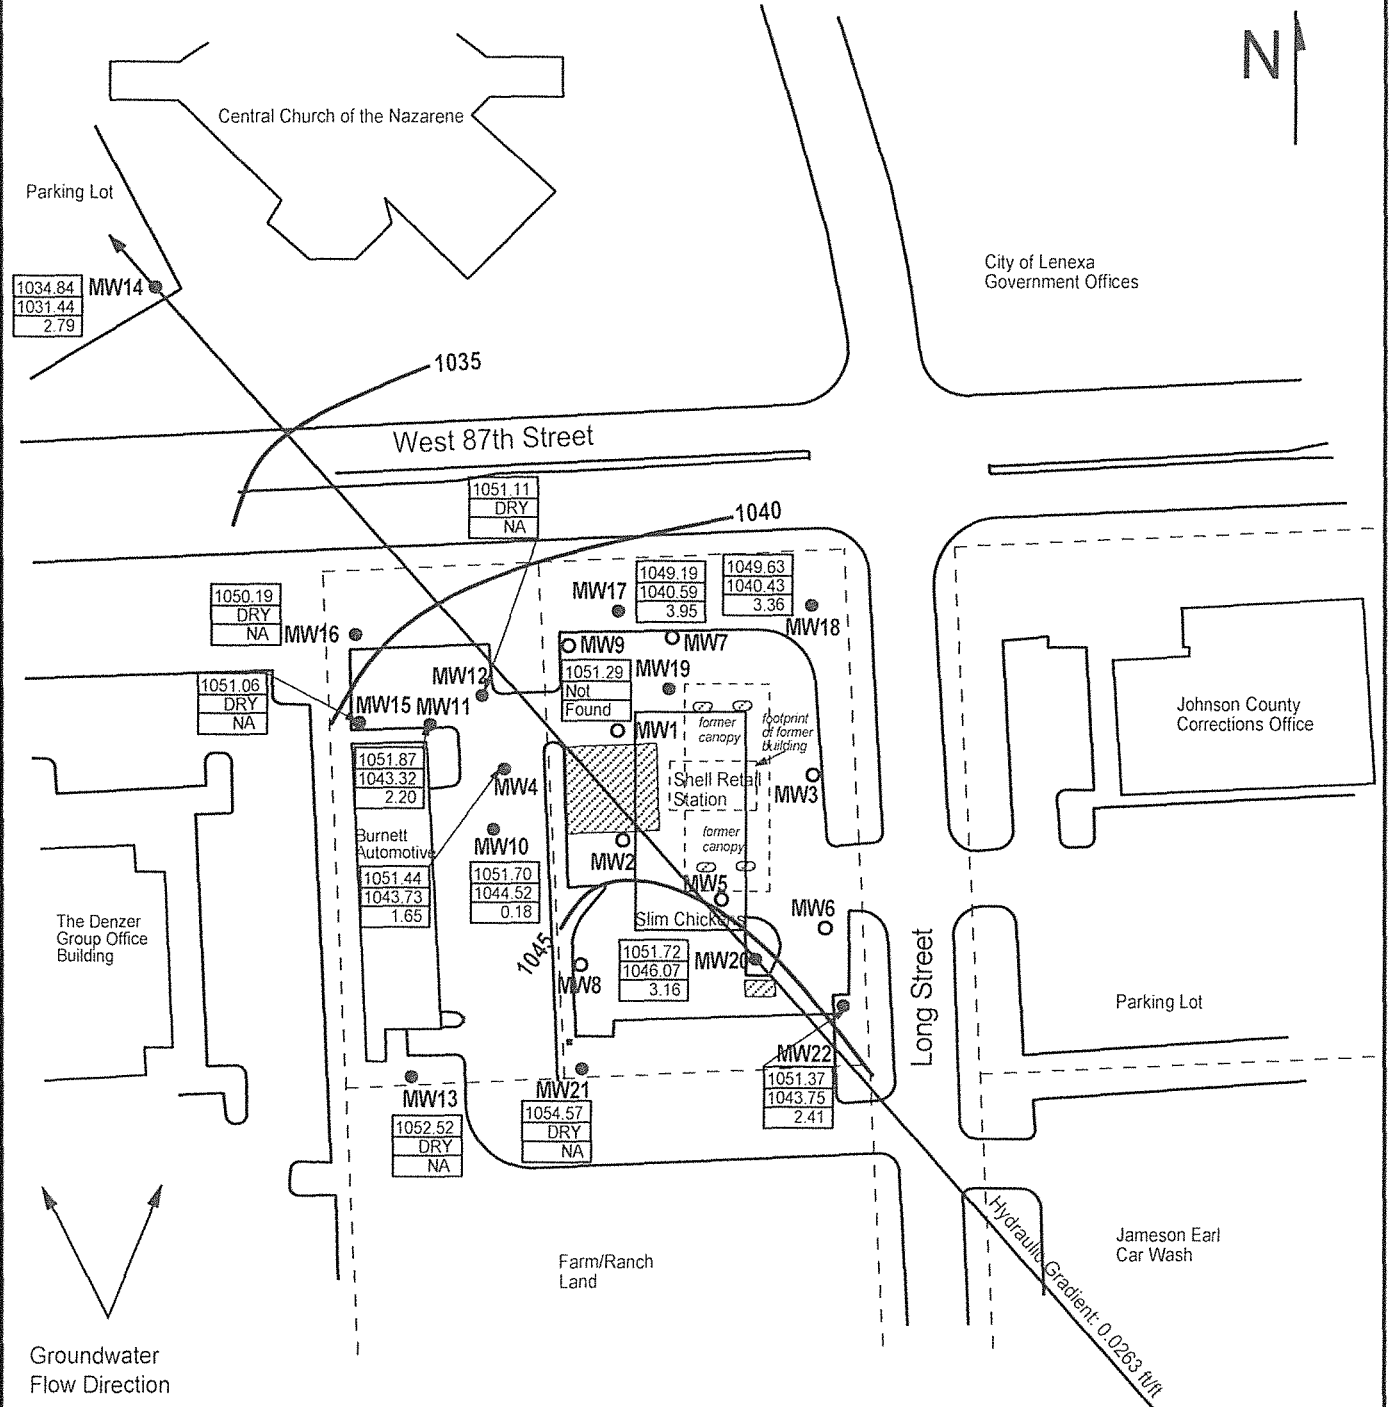 N
Central Church of the Nazarene
Parking Lot
City of Lenexa
Government Offices
1034.84
1031.44
2.79
MW14
1035
West 87th Street
1051.11
DRY
NA
1040
1050.19
DRY
NA
MW16
MW17
1049.19
1040.59
3.95
1049.63
1040.43
3.36
MW18
MW9
MW7
1051.06
DRY
NA
MW15
MW11
MW12
1051.29
Not
Found
MW19
MW1
former
canopy
footprint
of former
building
Johnson County
Corrections Office
1051.87
1043.32
2.20
MW4
Shell Retail
Station
MW3
Burnett
Automotive
MW10
MW2
former
canopy
1051.44
1043.73
1.65
1051.70
1044.52
0.18
MW5
MW6
Slim Chickens
The Denzer
Group Office
Building
1045
MW8
1051.72
1046.07
3.16
MW20
Long Street
Parking Lot
MW22
1051.37
1043.75
2.41
MW13
1052.52
DRY
NA
MW21
1054.57
DRY
NA
Hydraulic Gradient: 0.0263 ft/ft
Jameson Earl
Car Wash
Farm/Ranch
Land
Groundwater
Flow Direction